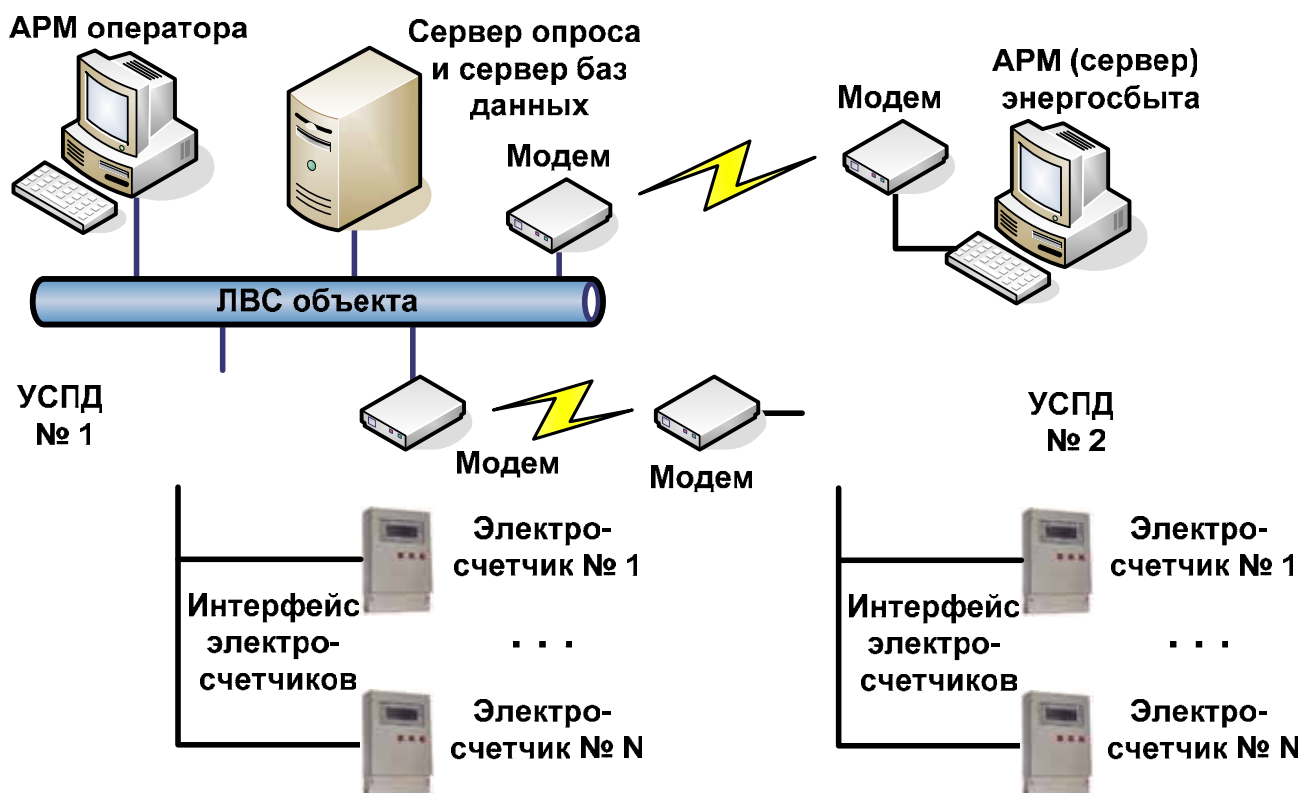 АРМ оператора
Сервер опроса
и сервер баз
данных
Модем
Модем
АРМ (сервер)
энергосбыта
ЛВС объекта
УСПД
№ 1
Модем
Модем
УСПД
№ 2
Электро-
счетчик № 1
Интерфейс
электро-
счетчиков
. . .
Электро-
счетчик № N
Электро-
счетчик № 1
Интерфейс
электро-
счетчиков
. . .
Электро-
счетчик № N